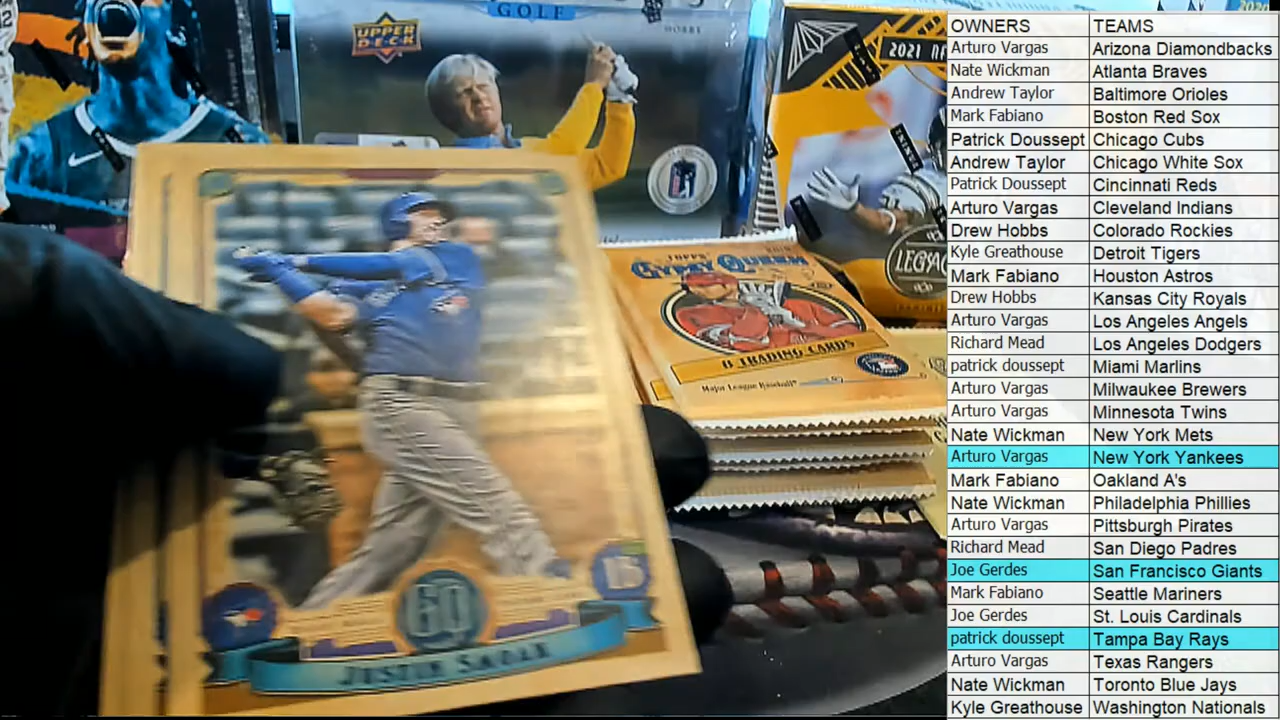 GOLF
UPPER DECK
HOBBY
2021
LEGACY
TOPPS
GYPSY QUEEN
8 TRADING CARDS
Major League Baseball
GQ
1B
JUSTIN SMOAK
OWNERS TEAMS
Arturo Vargas Arizona Diamondbacks
Nate Wickman Atlanta Braves
Andrew Taylor Baltimore Orioles
Mark Fabiano Boston Red Sox
Patrick Doussept Chicago Cubs
Andrew Taylor Chicago White Sox
Patrick Doussept Cincinnati Reds
Arturo Vargas Cleveland Indians
Drew Hobbs Colorado Rockies
Kyle Greathouse Detroit Tigers
Mark Fabiano Houston Astros
Drew Hobbs Kansas City Royals
Arturo Vargas Los Angeles Angels
Richard Mead Los Angeles Dodgers
patrick doussept Miami Marlins
Arturo Vargas Milwaukee Brewers
Arturo Vargas Minnesota Twins
Nate Wickman New York Mets
Arturo Vargas New York Yankees
Mark Fabiano Oakland A's
Nate Wickman Philadelphia Phillies
Arturo Vargas Pittsburgh Pirates
Richard Mead San Diego Padres
Joe Gerdes San Francisco Giants
Mark Fabiano Seattle Mariners
Joe Gerdes St. Louis Cardinals
patrick doussept Tampa Bay Rays
Arturo Vargas Texas Rangers
Nate Wickman Toronto Blue Jays
Kyle Greathouse Washington Nationals